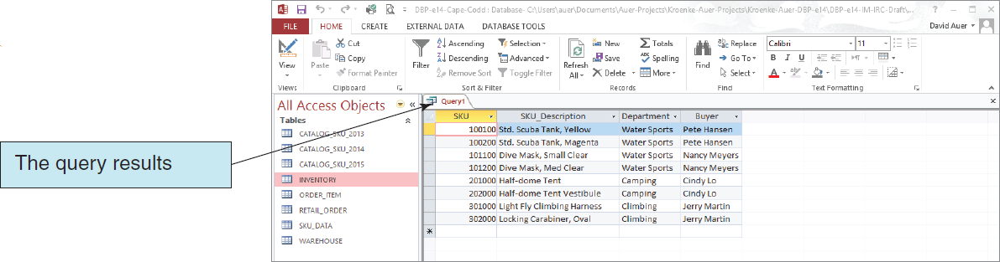 DBP-e14-Cape-Codd : Database- C:\Users\auer\Documents\Auer-Projects\Kroenke-Auer-Projects\Kroenke-Auer-DBP-e14\DBP-e14-IM-IRC-Draft\...
FILE HOME CREATE EXTERNAL DATA DATABASE TOOLS David Auer
View
Views
Paste
Cut
Copy
Format Painter
Clipboard
Filter
Ascending
Descending
Remove Sort
Selection
Advanced
Toggle Filter
Sort & Filter
Refresh
All
New
Save
Delete
Totals
Spelling
More
Records
Find
Replace
Go To
Select
Find
Calibri 11
B I U
A
Text Formatting
All Access Objects
Tables
CATALOG_SKU_2013
CATALOG_SKU_2014
CATALOG_SKU_2015
INVENTORY
ORDER_ITEM
RETAIL_ORDER
SKU_DATA
WAREHOUSE
The query results
Query1
SKU SKU_Description Department Buyer
100100 Std. Scuba Tank, Yellow Water Sports Pete Hansen
100200 Std. Scuba Tank, Magenta Water Sports Pete Hansen
101100 Dive Mask, Small Clear Water Sports Nancy Meyers
101200 Dive Mask, Med Clear Water Sports Nancy Meyers
201000 Half-dome Tent Camping Cindy Lo
202000 Half-dome Tent Vestibule Camping Cindy Lo
301000 Light Fly Climbing Harness Climbing Jerry Martin
302000 Locking Carabiner, Oval Climbing Jerry Martin